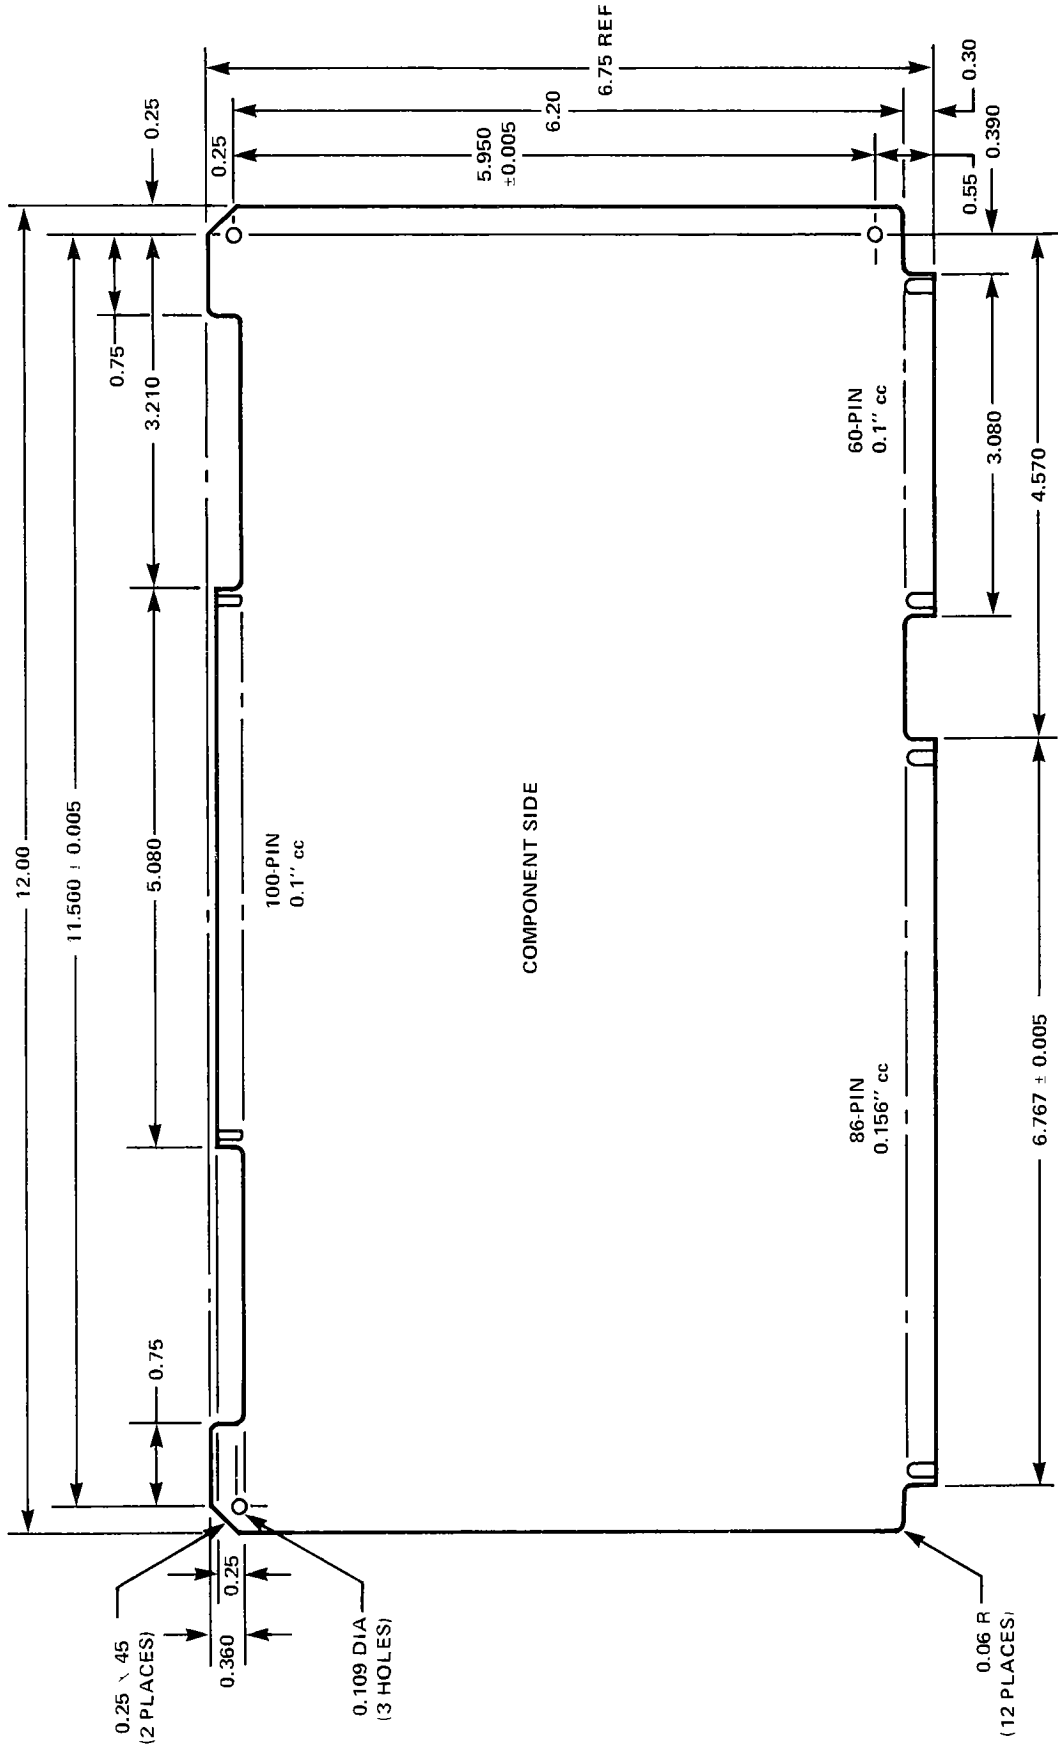 12.00
11.500 ± 0.005
0.25
0.75
3.210
5.080
0.75
0.25
0.25 × 45
(2 PLACES)
0.360
0.25
0.109 DIA
(3 HOLES)
100-PIN
0.1'' cc
COMPONENT SIDE
5.950
±0.005
6.20
6.75 REF
60-PIN
0.1'' cc
86-PIN
0.156'' cc
0.55
0.390
0.30
3.080
4.570
6.767 ± 0.005
0.06 R
(12 PLACES)